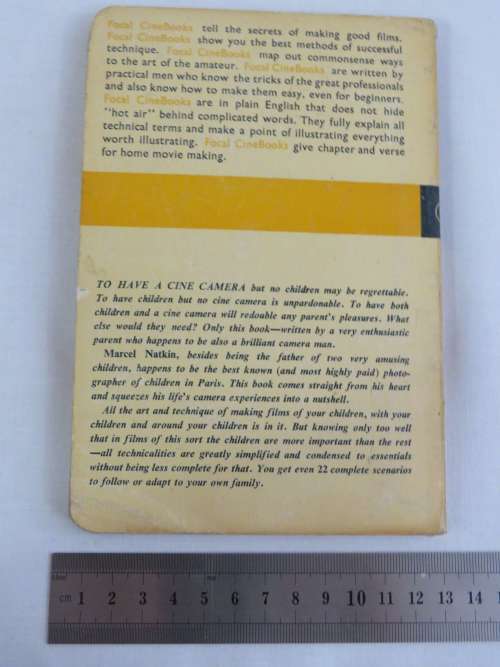 Focal CineBooks tell the secrets of making good films.
Focal CineBooks show you the best methods of successful
technique. Focal CineBooks map out commonsense ways
to the art of the amateur. Focal CineBooks are written by
practical men who know the tricks of the great professionals
and also know how to make them easy, even for beginners.
Focal CineBooks are in plain English that does not hide
"hot air" behind complicated words. They fully explain all
technical terms and make a point of illustrating everything
worth illustrating. Focal CineBooks give chapter and verse
for home movie making.
TO HAVE A CINE CAMERA but no children may be regrettable.
To have children but no cine camera is unpardonable. To have both
children and a cine camera will redouble any parent's pleasures. What
else would they need? Only this book—written by a very enthusiastic
parent who happens to be also a brilliant camera man.
Marcel Natkin, besides being the father of two very amusing
children, happens to be the best known (and most highly paid) photo-
grapher of children in Paris. This book comes straight from his heart
and squeezes his life's camera experiences into a nutshell.
All the art and technique of making films of your children, with your
children and around your children is in it. But knowing only too well
that in films of this sort the children are more important than the rest
—all technicalities are greatly simplified and condensed to essentials
without being less complete for that. You get even 22 complete scenarios
to follow or adapt to your own family.
cm 1 2 3 4 5 6 7 8 9 10 11 12 13 14